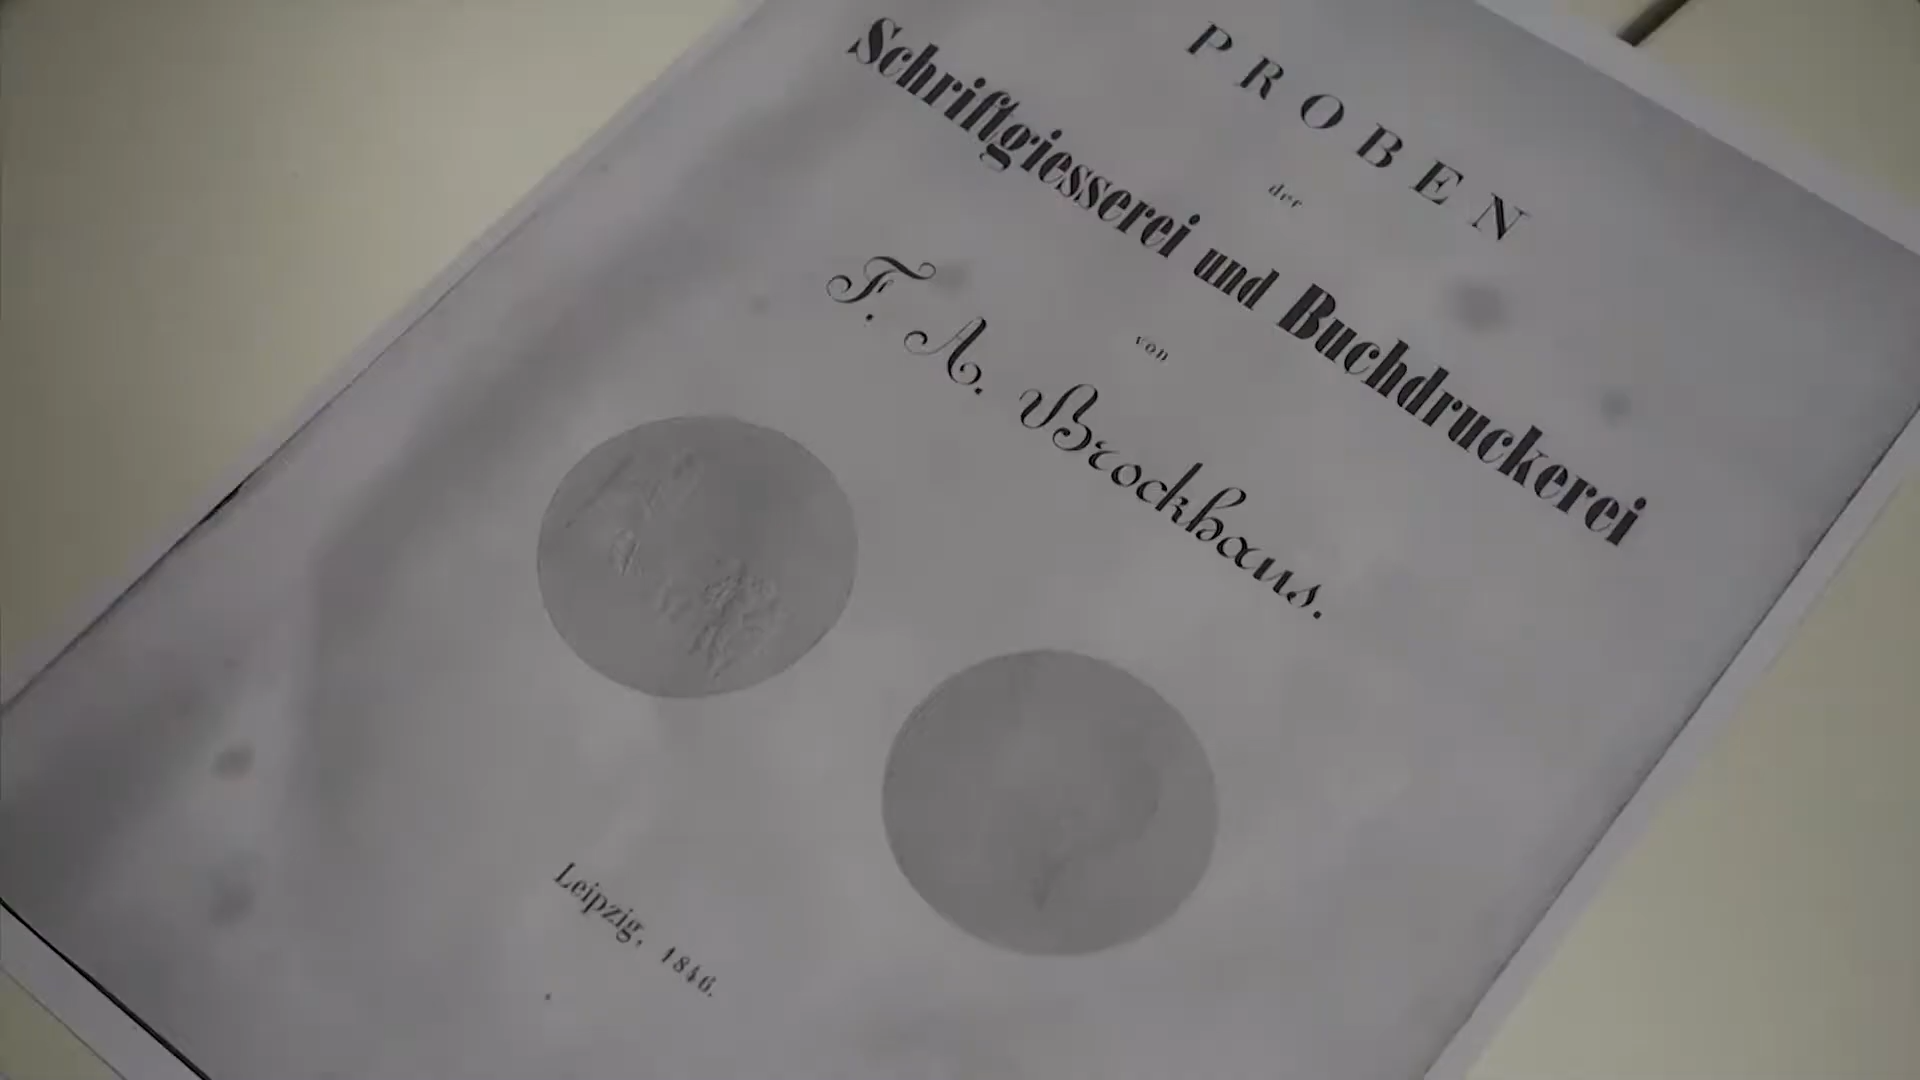 PROBEN
der
Schriftgiesserei und Buchdruckerei
von
F. A. Brockhaus.
Leipzig, 1846.